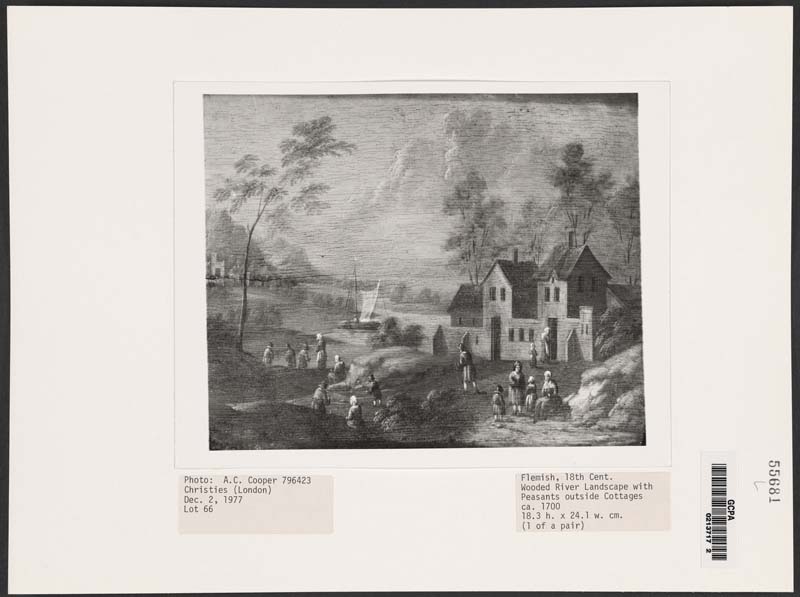 Photo: A.C. Cooper 796423
Christies (London)
Dec. 2, 1977
Lot 66
Flemish, 18th Cent.
Wooded River Landscape with
Peasants outside Cottages
ca. 1700
18.3 h. x 24.1 w. cm.
(1 of a pair)
GCPA
0213717 2
55681